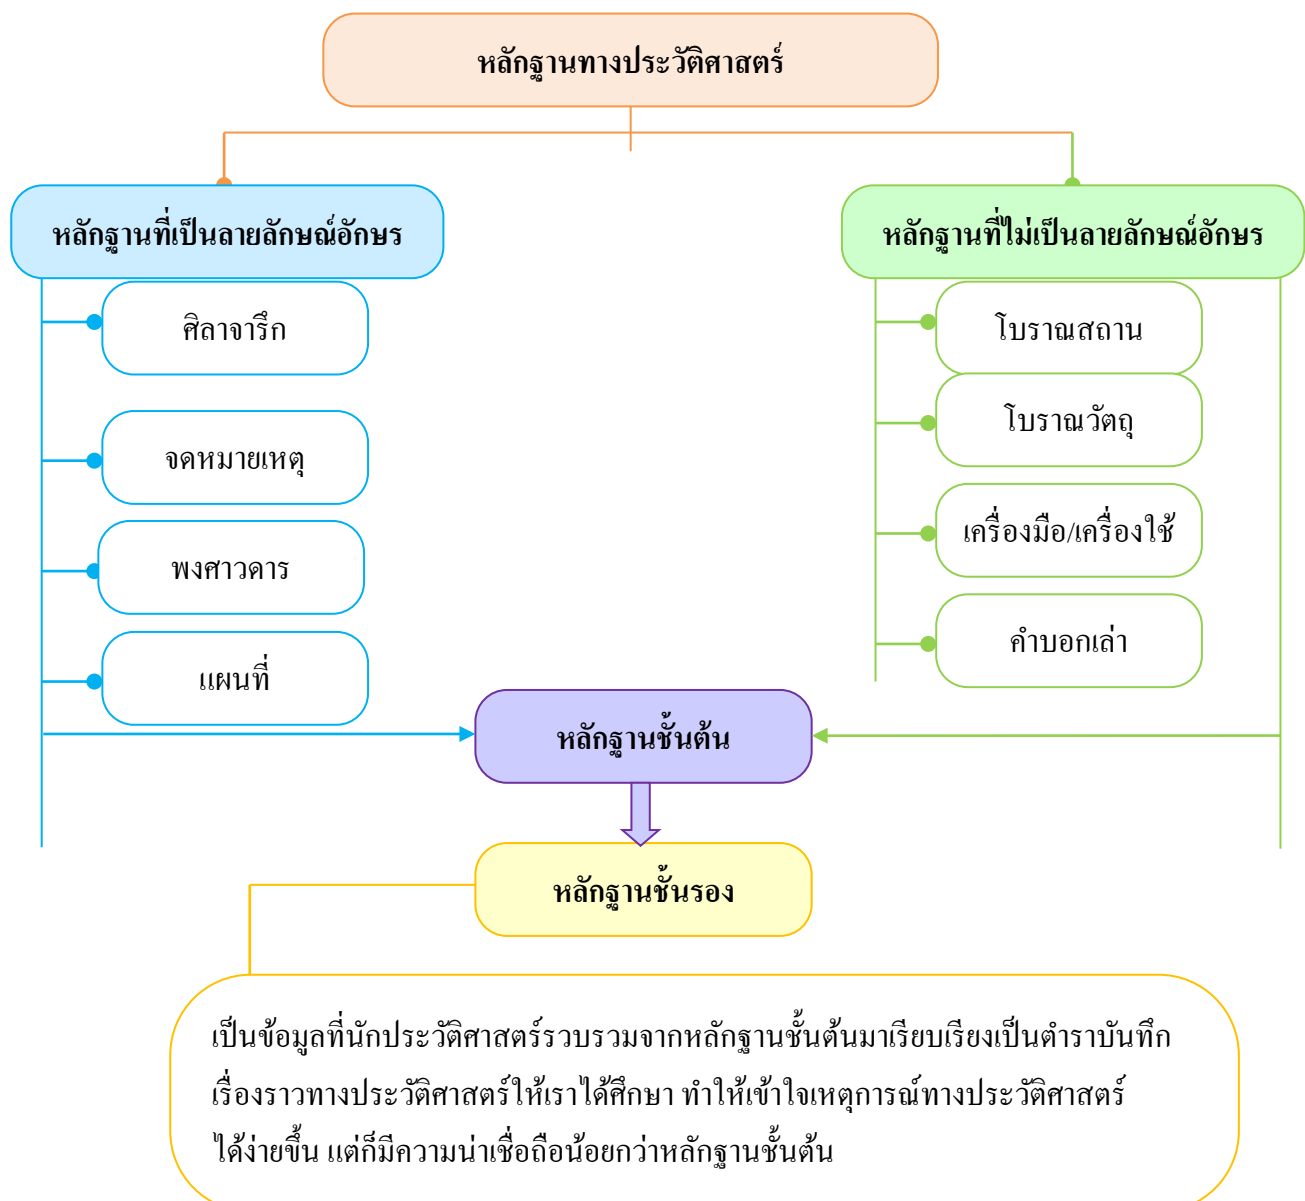 หลักฐานทางประวัติศาสตร์
หลักฐานที่เป็นลายลักษณ์อักษร
ศิลาจารึก
จดหมายเหตุ
พงศาวดาร
แผนที่
หลักฐานที่ไม่เป็นลายลักษณ์อักษร
โบราณสถาน
โบราณวัตถุ
เครื่องมือ/เครื่องใช้
คำบอกเล่า
หลักฐานชั้นต้น
หลักฐานชั้นรอง
เป็นข้อมูลที่นักประวัติศาสตร์รวบรวมจากหลักฐานชั้นต้นมาเรียบเรียงเป็นตำราบันทึก
เรื่องราวทางประวัติศาสตร์ให้เราได้ศึกษา ทำให้เข้าใจเหตุการณ์ทางประวัติศาสตร์
ได้ง่ายขึ้น แต่ก็มีความน่าเชื่อถือน้อยกว่าหลักฐานชั้นต้น